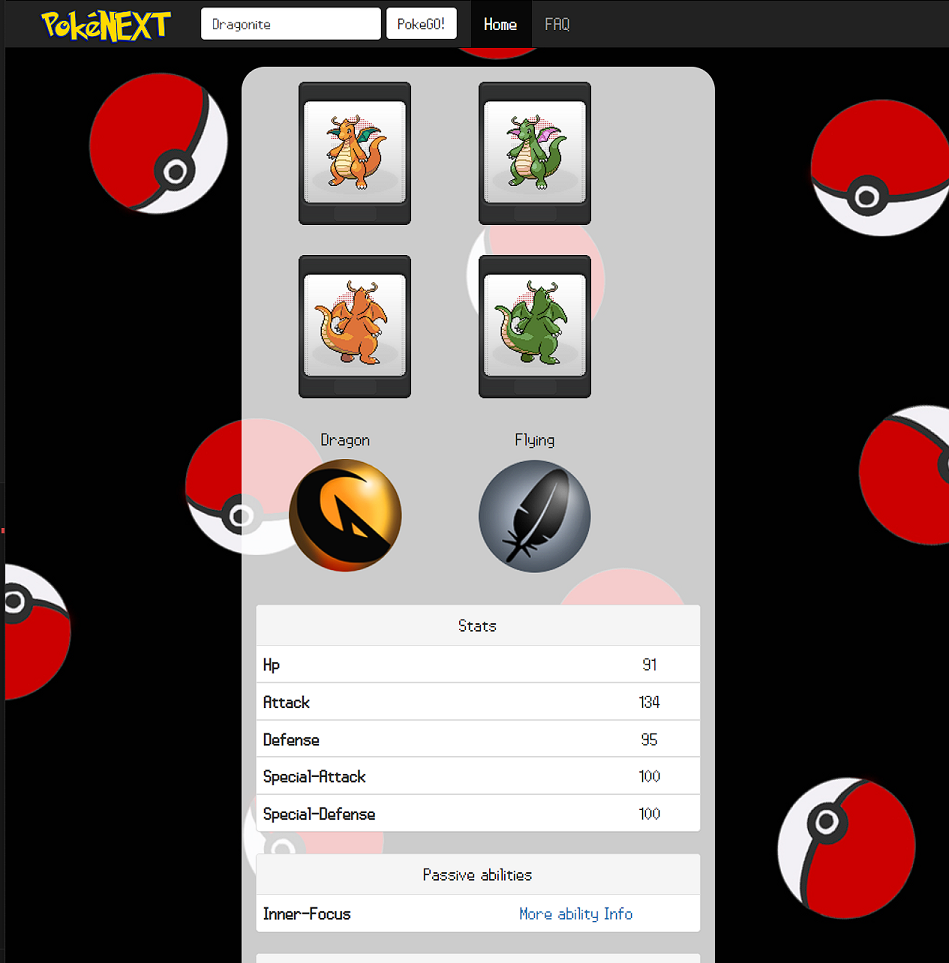 PokéNEXT Dragonite PokeGO! Home FAQ
Dragon Flying
Stats
Hp 91
Attack 134
Defense 95
Special-Attack 100
Special-Defense 100
Passive abilities
Inner-Focus More ability Info